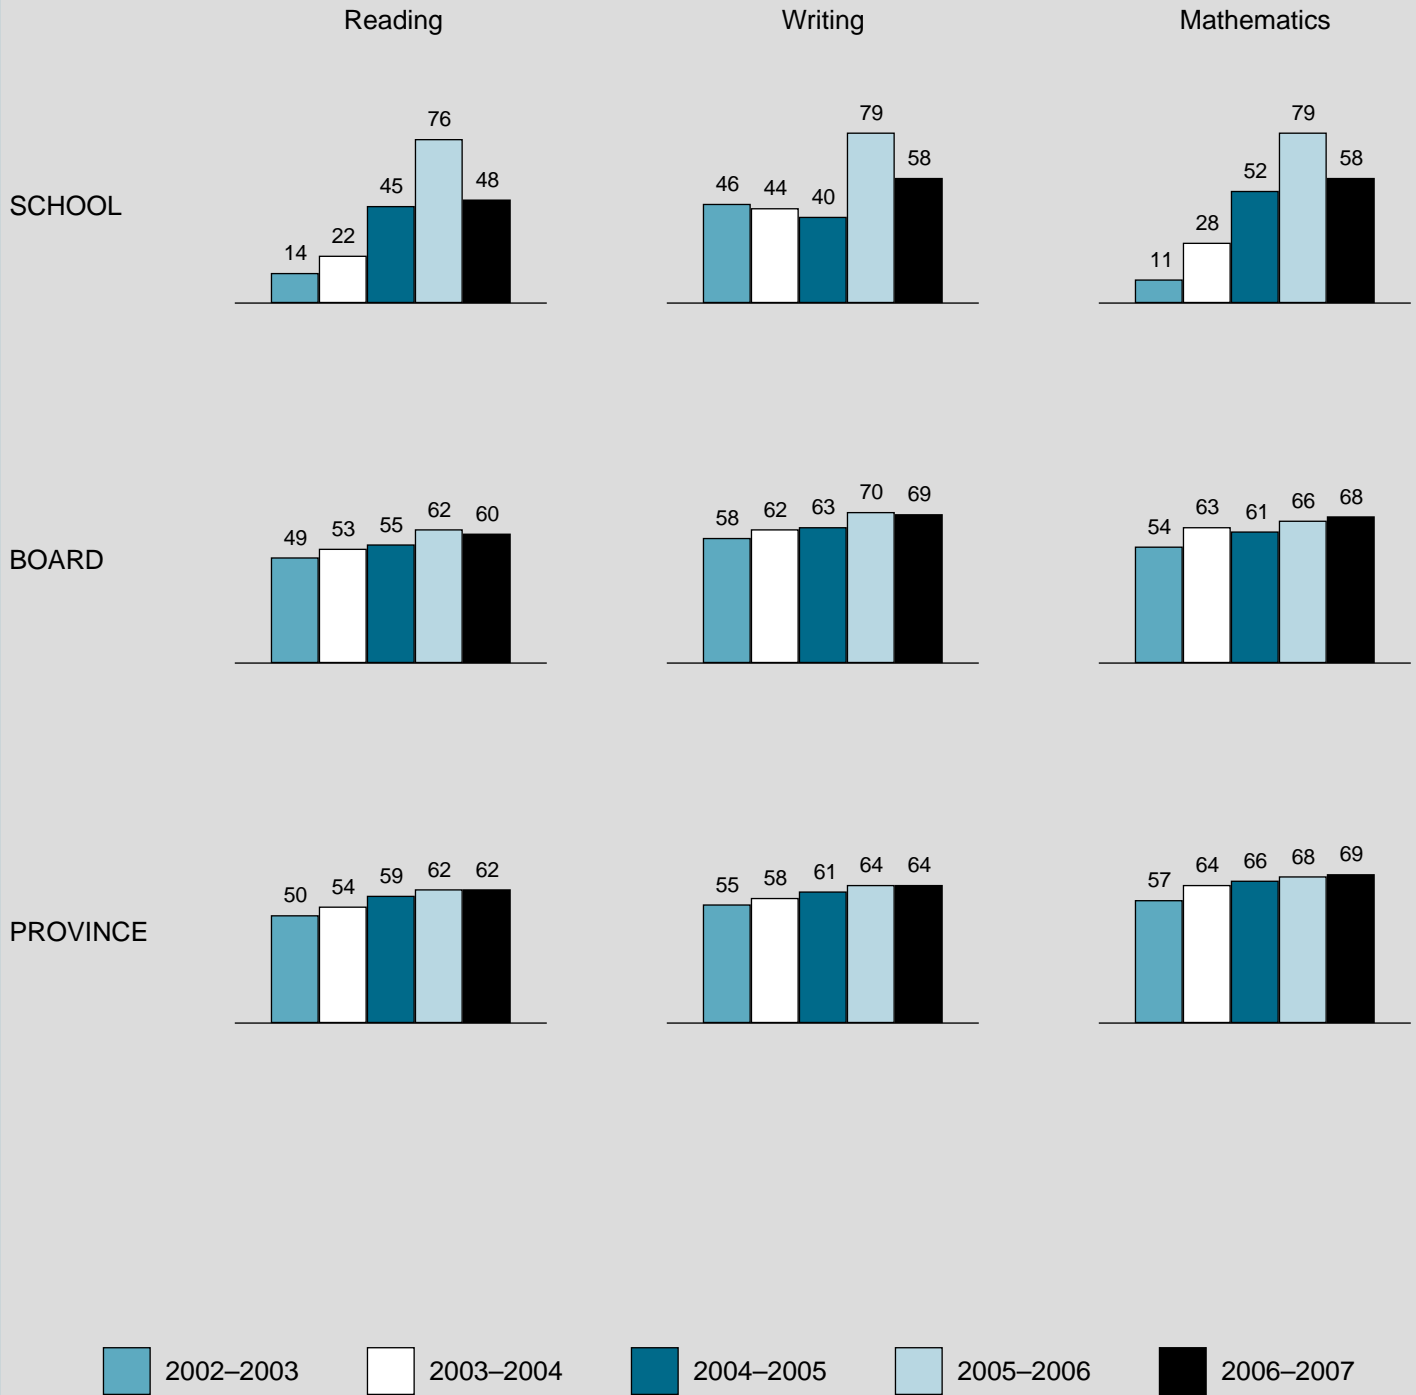 Reading Writing Mathematics
SCHOOL
14 22 45 76 48
46 44 40 79 58
11 28 52 79 58
BOARD
49 53 55 62 60
58 62 63 70 69
54 63 61 66 68
PROVINCE
50 54 59 62 62
55 58 61 64 64
57 64 66 68 69
2002–2003 2003–2004 2004–2005 2005–2006 2006–2007